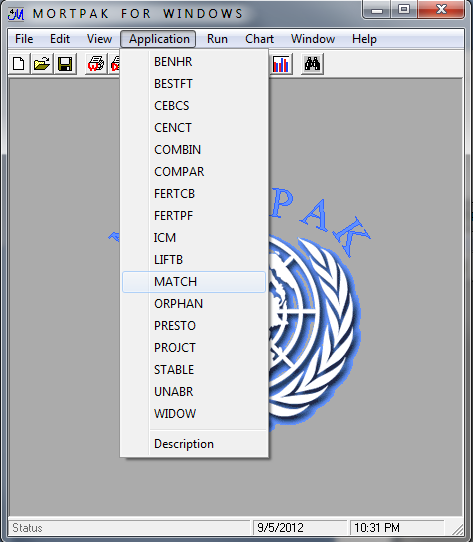 MORTPAK FOR WINDOWS
File Edit View Application Run Chart Window Help
BENHR
BESTFT
CEBCS
CENCT
COMBIN
COMPAR
FERTCB
FERTPF
ICM
LIFTB
MATCH
ORPHAN
PRESTO
PROJCT
STABLE
UNABR
WIDOW
Description
PAK
Status 9/5/2012 10:31 PM